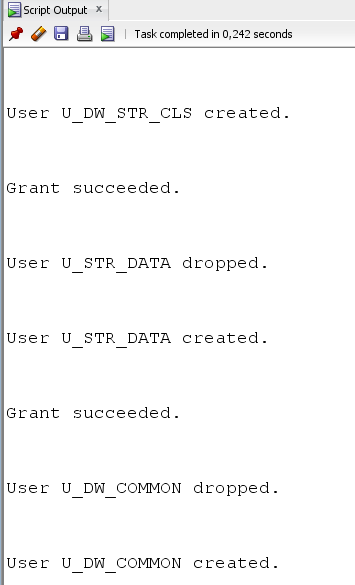 Script Output x
Task completed in 0,242 seconds
User U_DW_STR_CLS created.
Grant succeeded.
User U_STR_DATA dropped.
User U_STR_DATA created.
Grant succeeded.
User U_DW_COMMON dropped.
User U_DW_COMMON created.